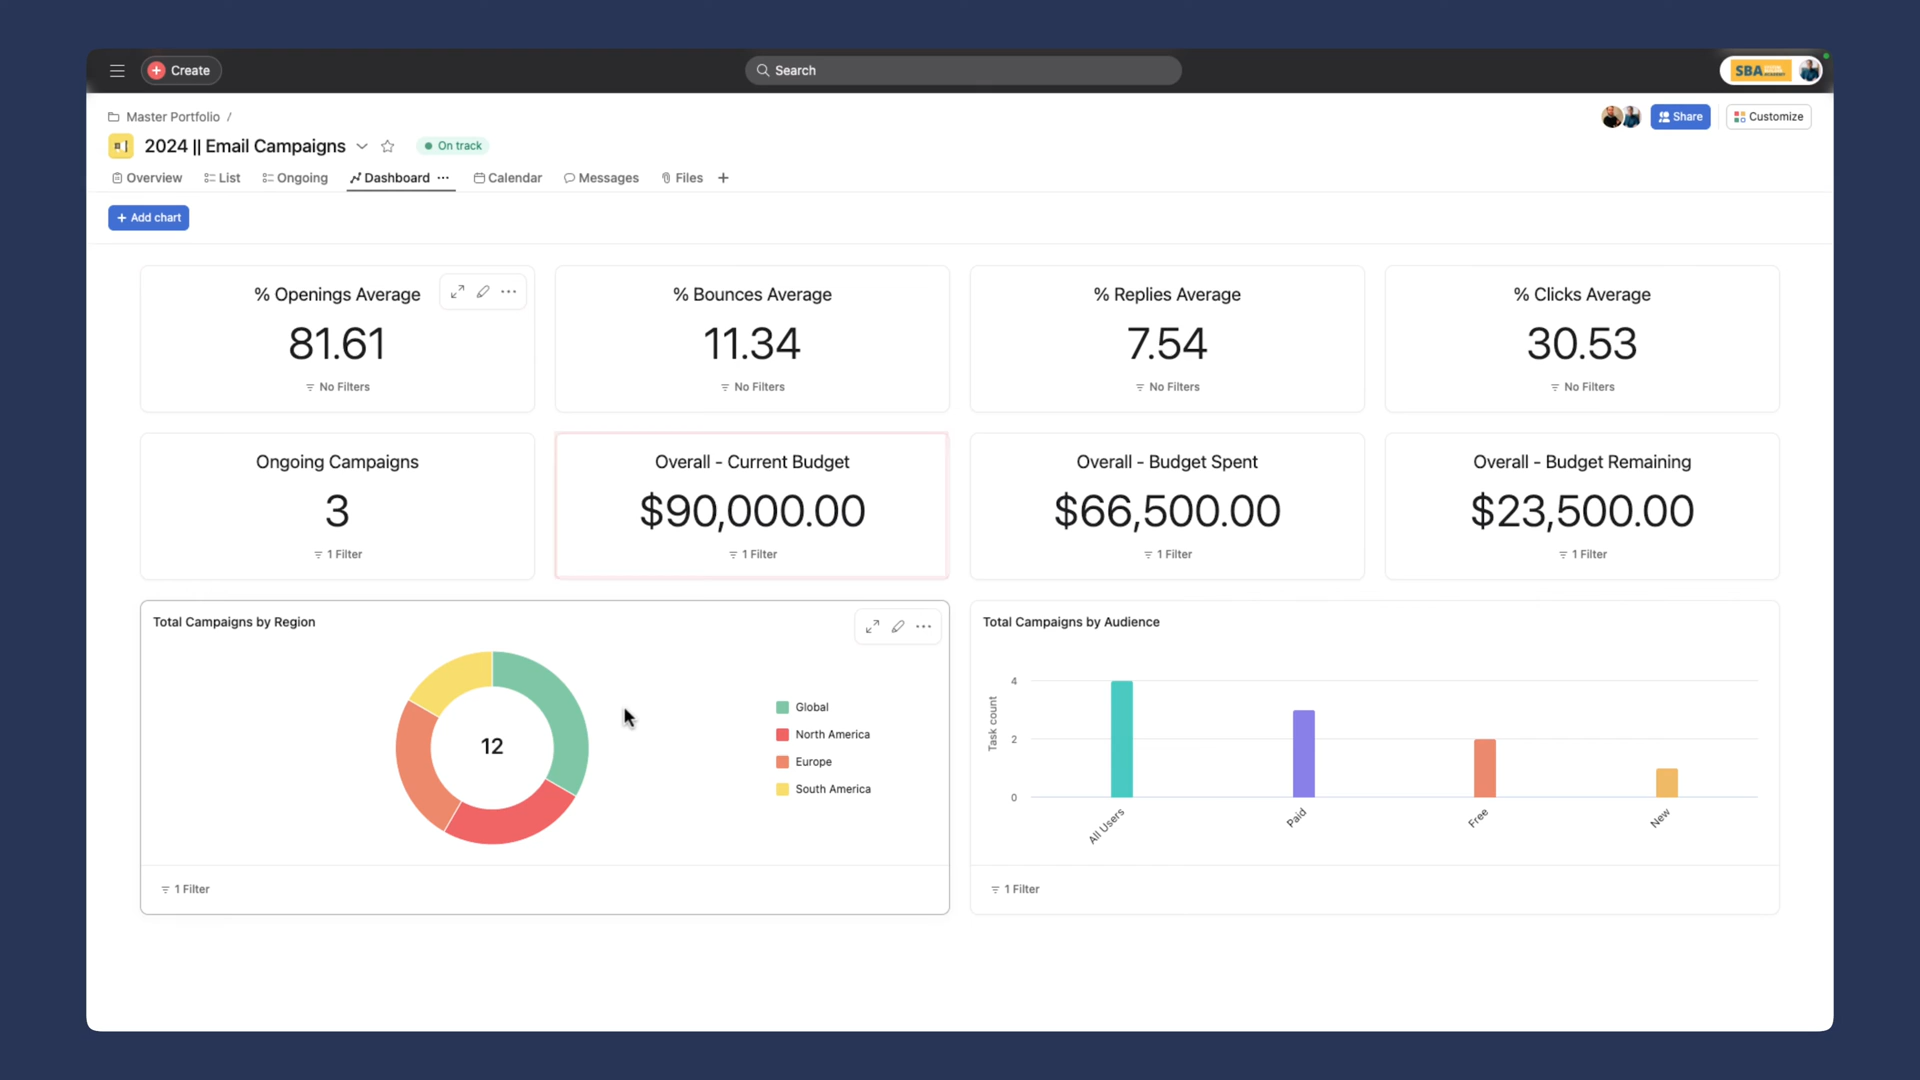 Create
Search
SBA
Master Portfolio /
Share
Customize
2024 || Email Campaigns
On track
Overview
List
Ongoing
Dashboard
Calendar
Messages
Files
+ Add chart
% Openings Average
81.61
No Filters
% Bounces Average
11.34
No Filters
% Replies Average
7.54
No Filters
% Clicks Average
30.53
No Filters
Ongoing Campaigns
3
1 Filter
Overall - Current Budget
$90,000.00
1 Filter
Overall - Budget Spent
$66,500.00
1 Filter
Overall - Budget Remaining
$23,500.00
1 Filter
Total Campaigns by Region
12
Global
North America
Europe
South America
1 Filter
Total Campaigns by Audience
Task count
4
2
0
All Users
Paid
Free
New
1 Filter